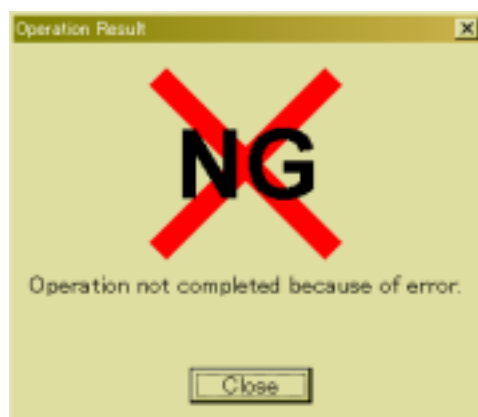 Operation Result
NG
Operation not completed because of error.
Close